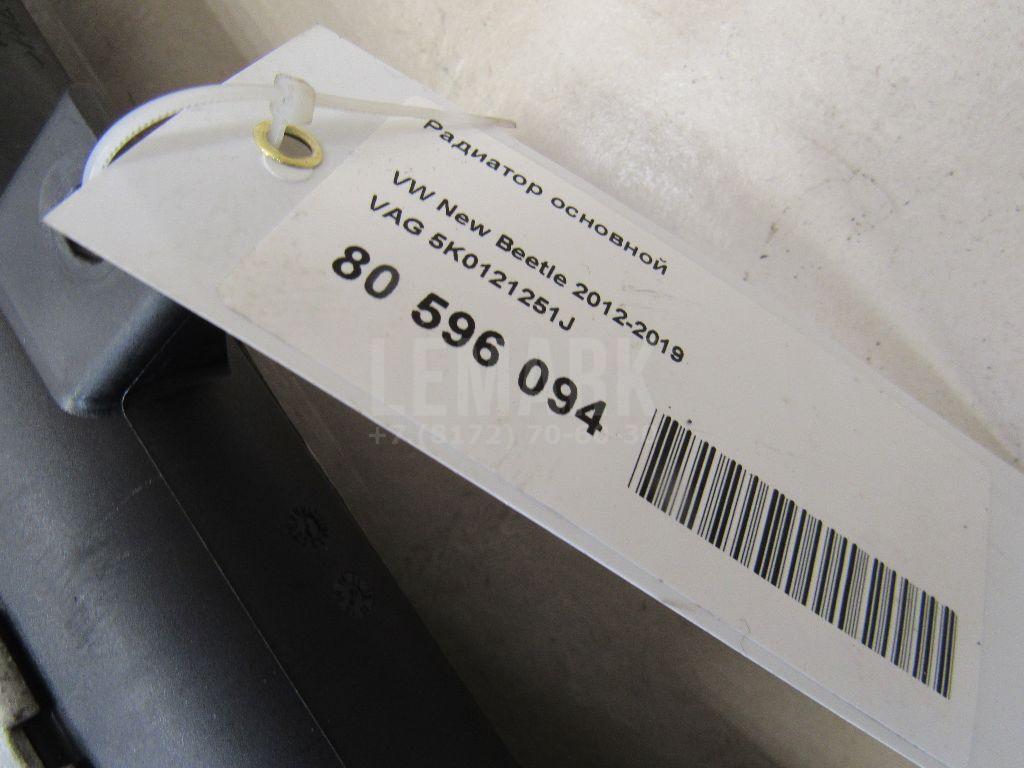 Радиатор основной
VW New Beetle 2012-2019
VAG 5K0121251J
80 596 094
LEMARK